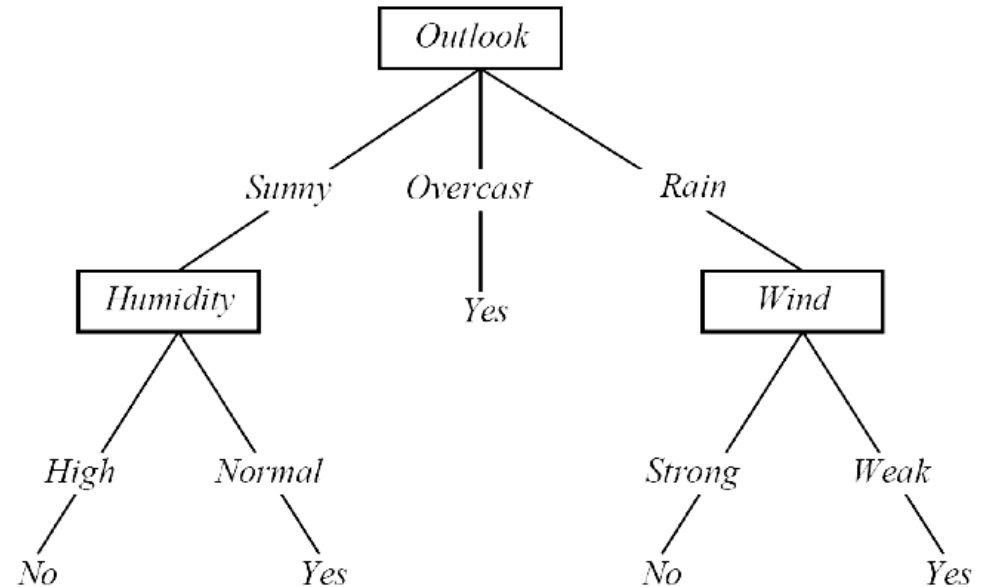 Outlook
Sunny Overcast Rain
Humidity Yes Wind
High Normal Strong Weak
No Yes No Yes